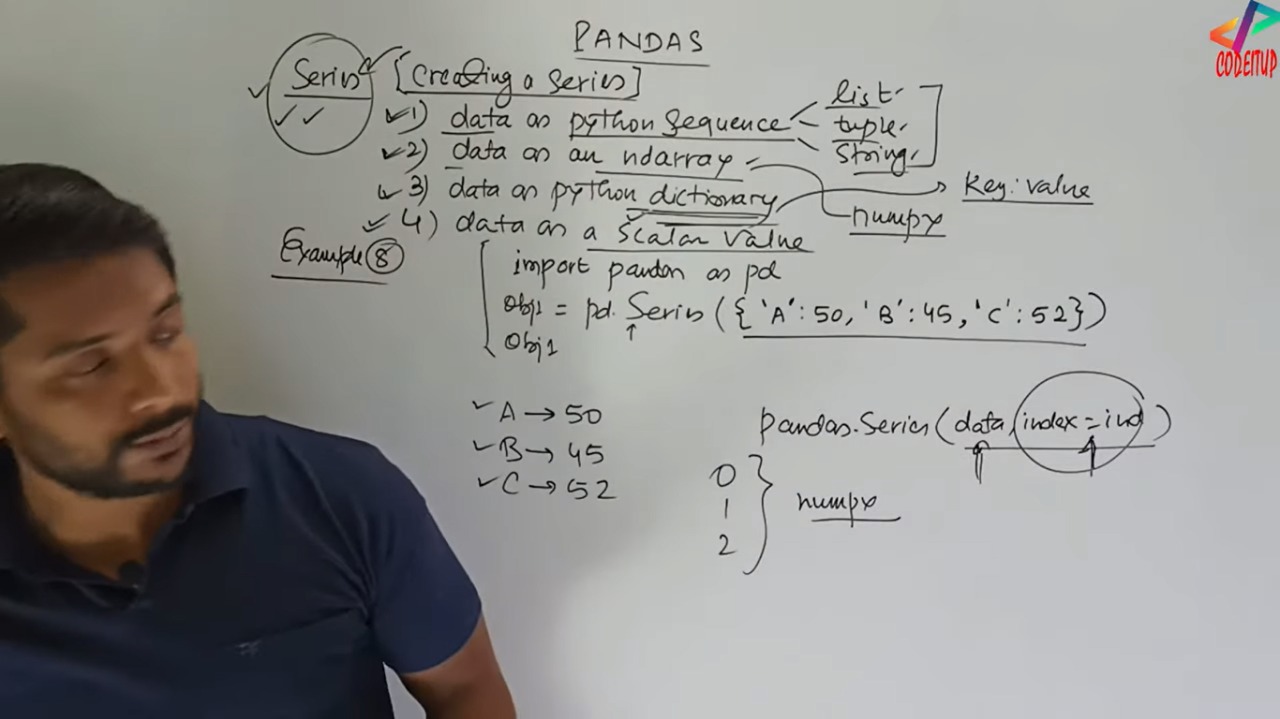 PANDAS
CODEITUP
Series [Creating a Series]
1) data as python sequence list
tuple
String
2) data as an ndarray
3) data as python dictionary Key:value
numpy
4) data as a Scalar value
Example 8
import pandas as pd
Obj1 = pd.Series({'A':50,'B':45,'C':52})
Obj1
A→50
B→45
C→52
pandas.Series(data,index=ind)
0
1
2
numpy